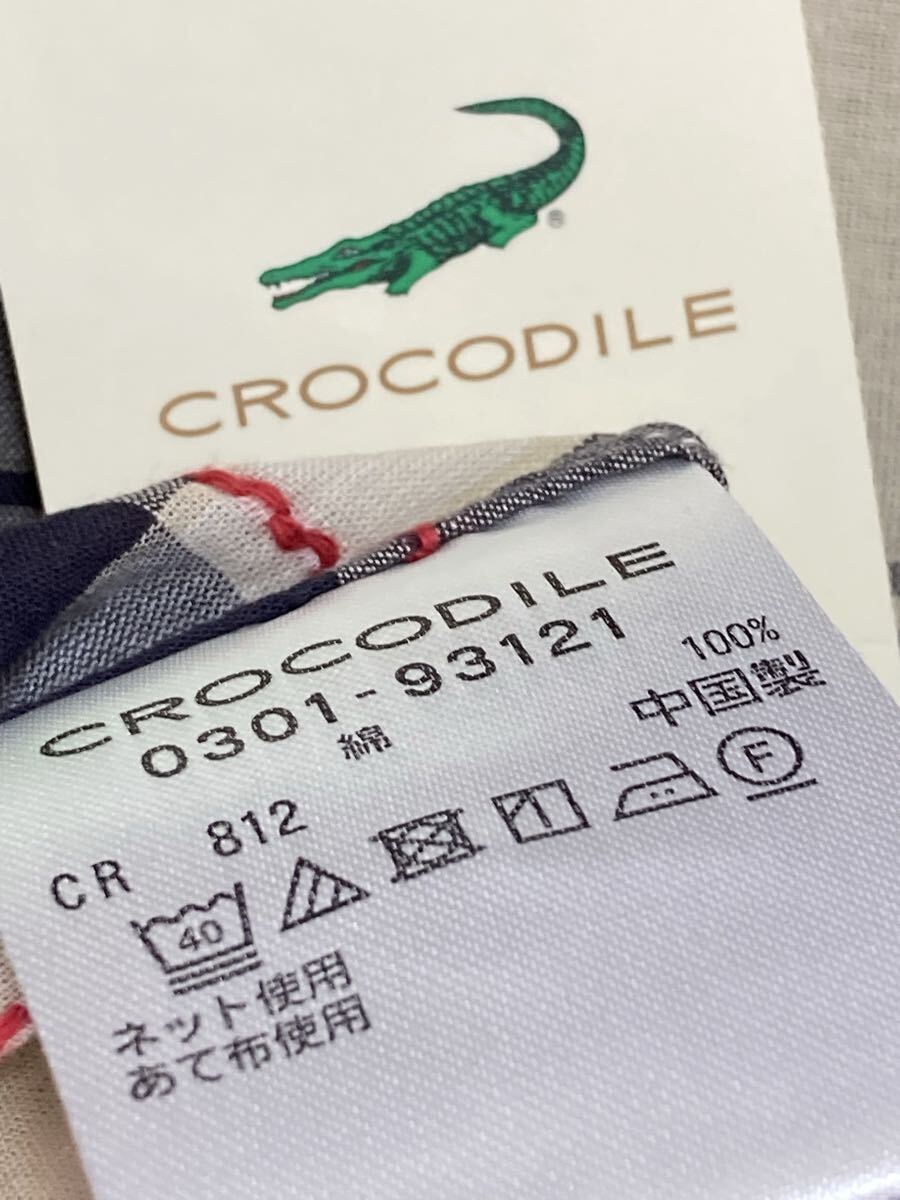 ®
CROCODILE
CROCODILE
0301-93121
綿 100%
中国製
CR 812
40 F
ネット使用
あて布使用